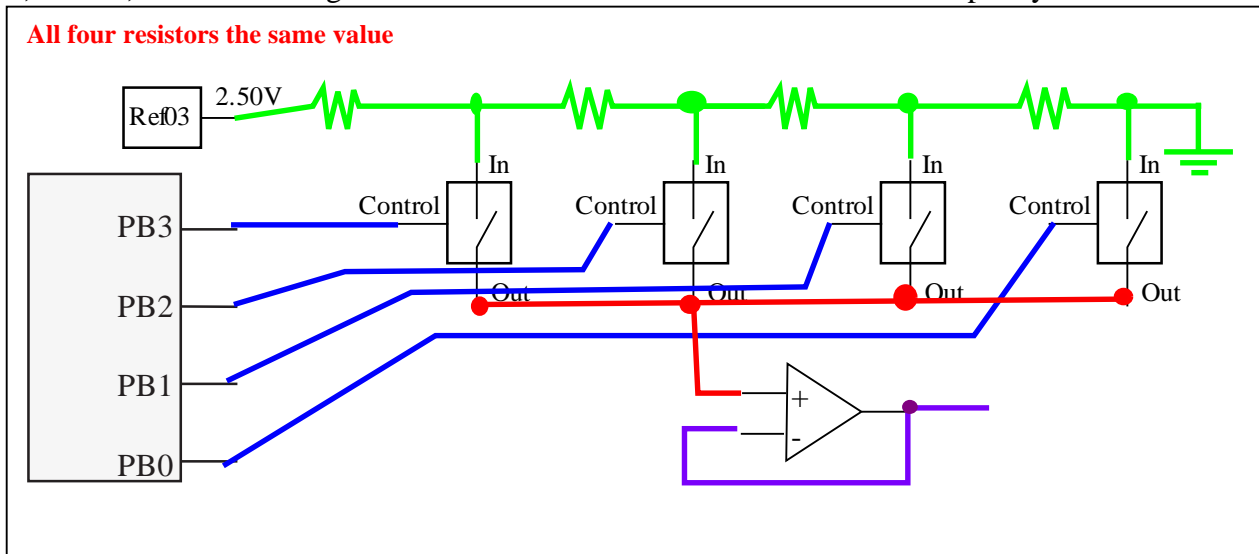 All four resistors the same value
2.50V
Ref03
In In In In
Control Control Control Control
PB3
PB2
Out Out Out Out
PB1
+
-
PB0